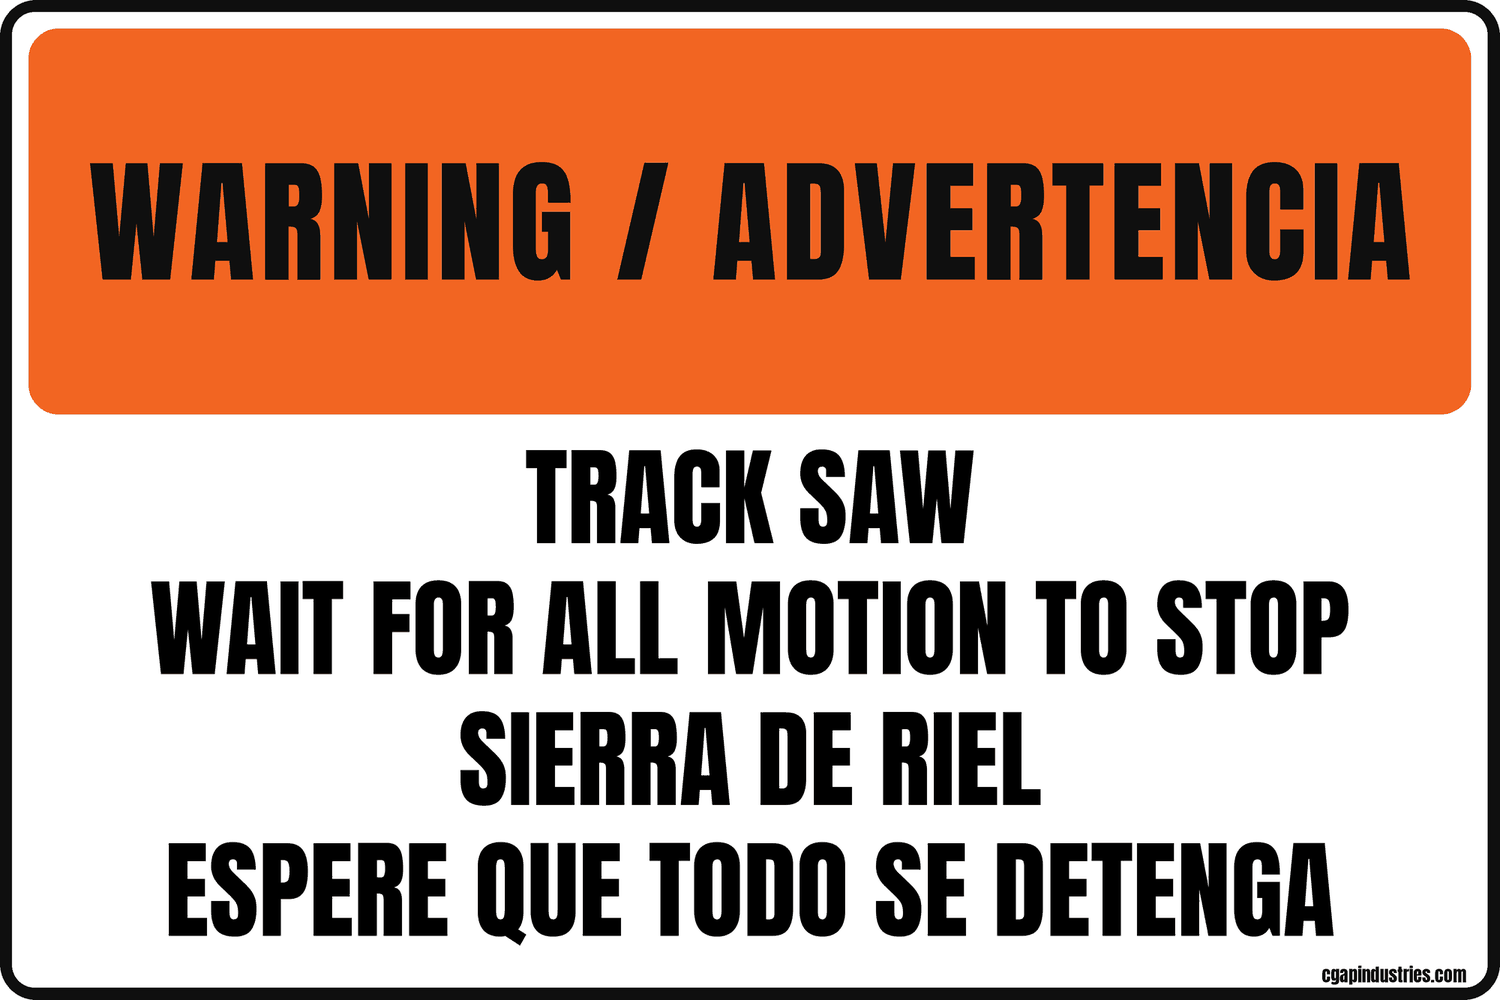 WARNING / ADVERTENCIA
TRACK SAW
WAIT FOR ALL MOTION TO STOP
SIERRA DE RIEL
ESPERE QUE TODO SE DETENGA
cgapindustries.com